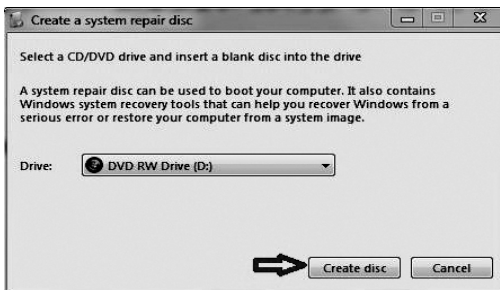 Create a system repair disc
Select a CD/DVD drive and insert a blank disc into the drive
A system repair disc can be used to boot your computer. It also contains
Windows system recovery tools that can help you recover Windows from a
serious error or restore your computer from a system image.
Drive: DVD RW Drive (D:)
Create disc Cancel